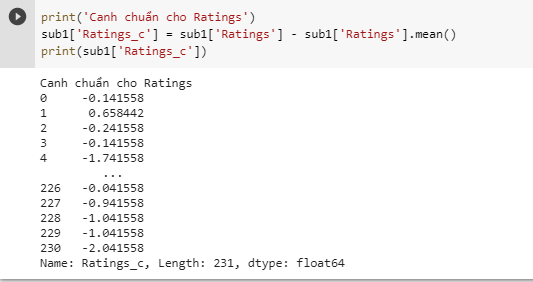 print('Canh chuẩn cho Ratings')
sub1['Ratings_c'] = sub1['Ratings'] - sub1['Ratings'].mean()
print(sub1['Ratings_c'])
Canh chuẩn cho Ratings
0     -0.141558
1      0.658442
2     -0.241558
3     -0.141558
4     -1.741558
         ...
226   -0.041558
227   -0.941558
228   -1.041558
229   -1.041558
230   -2.041558
Name: Ratings_c, Length: 231, dtype: float64